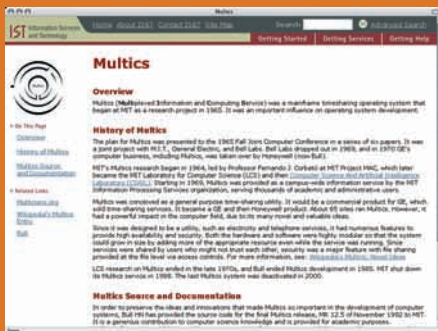 Multics
IST Information Services and Technology
Home About IS&T Contact IS&T Site Map
Search
Advanced Search
Getting Started Getting Services Getting Help
On This Page
Overview
History of Multics
Multics Source and Documentation
Related Links
Multicians.org
Wikipedia's Multics Entry
Bull
Multics
Overview
Multics (Multiplexed Information and Computing Service) was a mainframe timesharing operating system that
began at MIT as a research project in 1965. It was an important influence on operating system development.
History of Multics
The plan for Multics was presented to the 1965 Fall Joint Computer Conference in a series of six papers. It was
a joint project with M.I.T., General Electric, and Bell Labs. Bell Labs dropped out in 1969, and in 1970 GE's
computer business, including Multics, was taken over by Honeywell (now Bull).
MIT's Multics research began in 1964, led by Professor Fernando J. Corbató at MIT Project MAC, which later
became the MIT Laboratory for Computer Science (LCS) and then Computer Science And Artificial Intelligence
Laboratory (CSAIL). Starting in 1969, Multics was provided as a campus-wide information service by the MIT
Information Processing Services organization, serving thousands of academic and administrative users.
Multics was conceived as a general purpose time-sharing utility. It would be a commercial product for GE, which
sold time-sharing services. It became a GE and then Honeywell product. About 85 sites ran Multics. However, it
had a powerful impact in the computer field, due to its many novel and valuable ideas.
Since it was designed to be a utility, such as electricity and telephone services, it had numerous features to
provide high availability and security. Both the hardware and software were highly modular so that the system
could grow in size by adding more of the appropriate resource even while the service was running. Since
services were shared by users who might not trust each other, security was a major feature with file sharing
provided at the file level via access controls. For more information, see: Wikipedia's Multics: Novel Ideas
LCS research on Multics ended in the late 1970s, and Bull ended Multics development in 1985. MIT shut down
its Multics service in 1988. The last Multics system was deactivated in 2000.
Multics Source and Documentation
In order to preserve the ideas and innovations that made Multics so important in the development of computer
systems, Bull HN has provided the source code for the final Multics release, MR 12.5 of November 1992 to MIT.
It is a generous contribution to computer science knowledge and is provided for academic purposes.